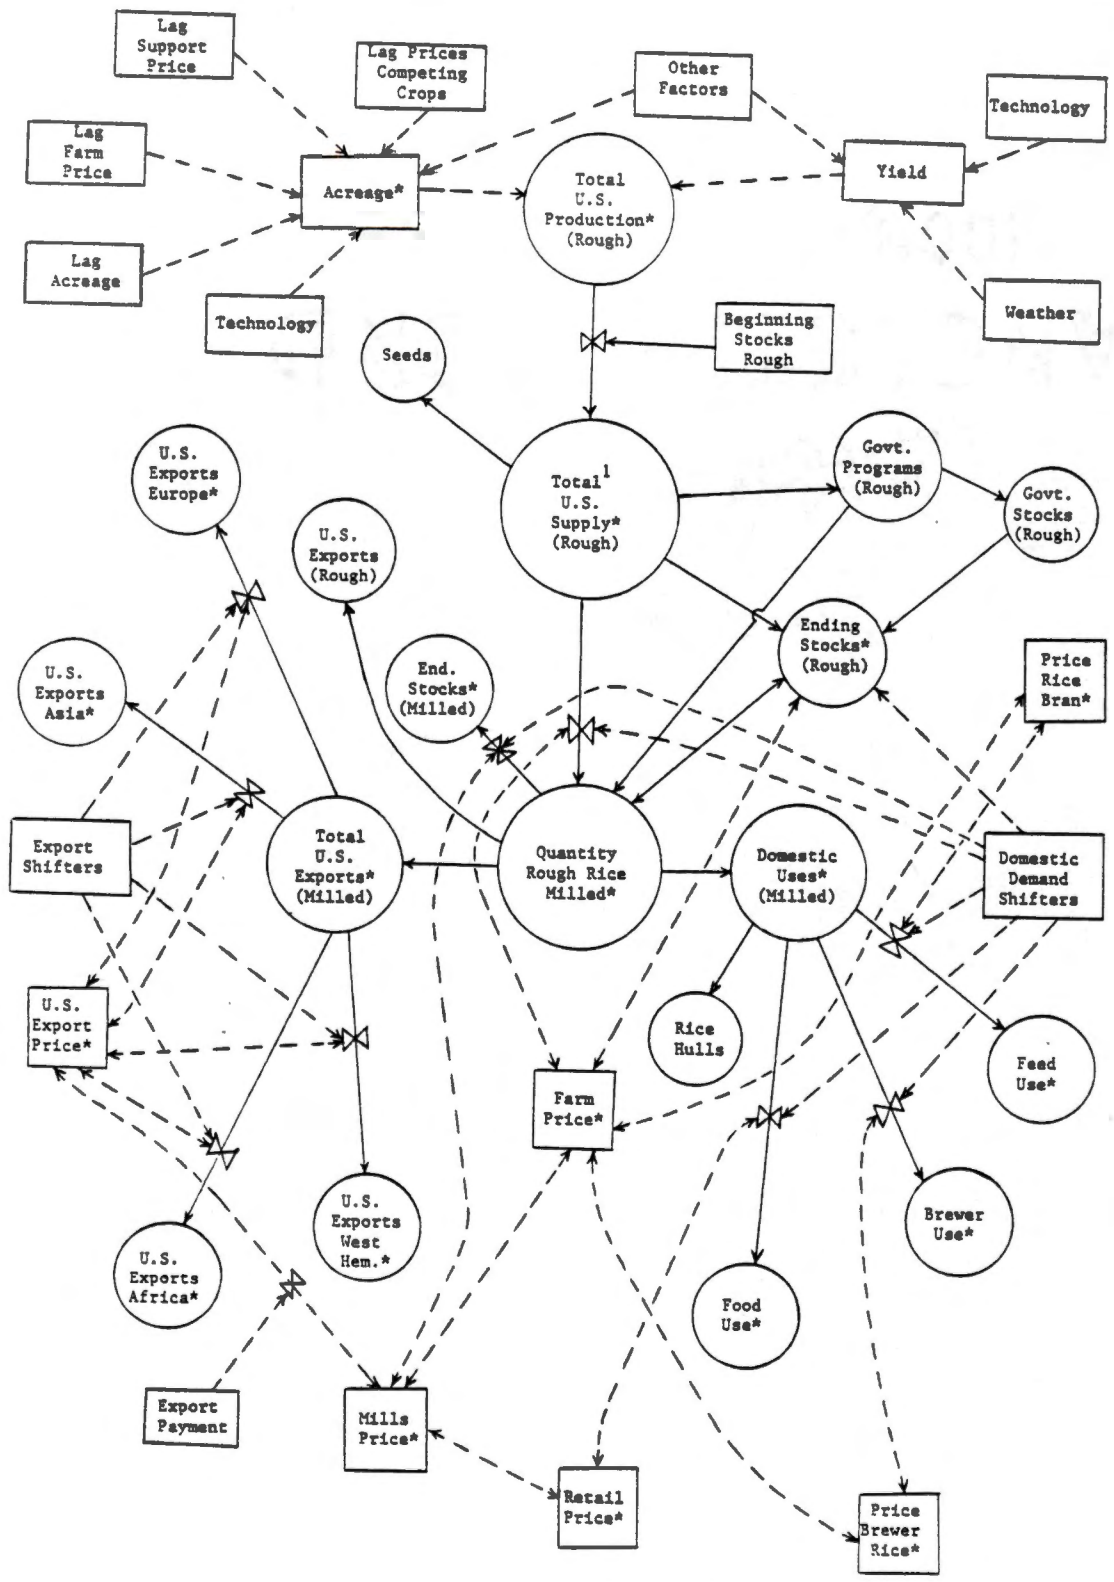 Lag
Support
Price
Lag Prices
Competing
Crops
Other
Factors
Technology
Lag
Farm
Price
Acreage*
Total
U.S.
Production*
(Rough)
Yield
Lag
Acreage
Technology
Beginning
Stocks
Rough
Weather
Seeds
U.S.
Exports
Europe*
Total1
U.S.
Supply*
(Rough)
Govt.
Programs
(Rough)
Govt.
Stocks
(Rough)
U.S.
Exports
(Rough)
Ending
Stocks*
(Rough)
U.S.
Exports
Asia*
End.
Stocks*
(Milled)
Price
Rice
Bran*
Export
Shifters
Total
U.S.
Exports*
(Milled)
Quantity
Rough Rice
Milled*
Domestic
Uses*
(Milled)
Domestic
Demand
Shifters
U.S.
Export
Price*
Rice
Hulls
Feed
Use*
Farm
Price*
U.S.
Exports
West
Hem.*
Brewer
Use*
U.S.
Exports
Africa*
Food
Use*
Export
Payment
Mills
Price*
Retail
Price*
Price
Brewer
Rice*